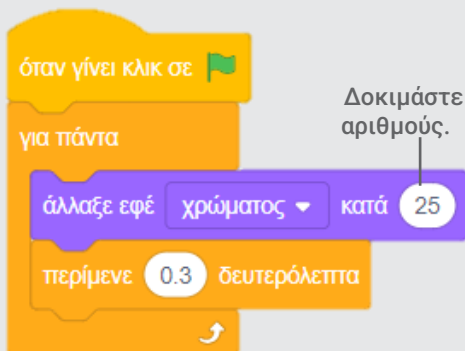 όταν γίνει κλικ σε
Δοκιμάστε
αριθμούς.
για πάντα
άλλαξε εφέ χρώματος κατά 25
περίμενε 0.3 δευτερόλεπτα